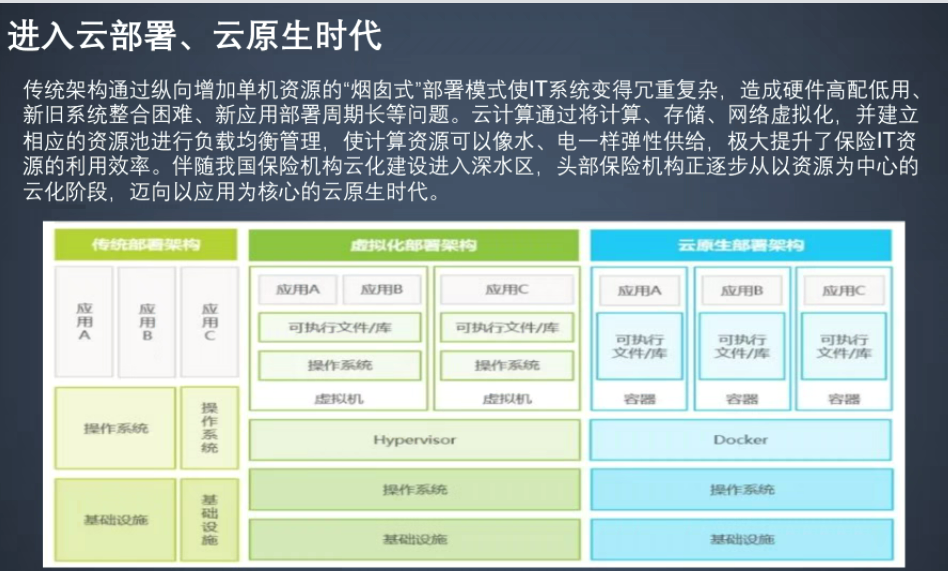 进入云部署、云原生时代
传统架构通过纵向增加单机资源的“烟囱式”部署模式使IT系统变得冗重复杂，造成硬件高配低用、
新旧系统整合困难、新应用部署周期长等问题。云计算通过将计算、存储、网络虚拟化，并建立
相应的资源池进行负载均衡管理，使计算资源可以像水、电一样弹性供给，极大提升了保险IT资
源的利用效率。伴随我国保险机构云化建设进入深水区，头部保险机构正逐步从以资源为中心的
云化阶段，迈向以应用为核心的云原生时代。
传统部署架构
应用A
应用B
应用C
操作系统
操作系统
基础设施
基础设施
虚拟化部署架构
应用A
应用B
应用C
可执行文件/库
可执行文件/库
操作系统
操作系统
虚拟机
虚拟机
Hypervisor
操作系统
基础设施
云原生部署架构
应用A
应用B
应用C
可执行
文件/库
可执行
文件/库
可执行
文件/库
容器
容器
容器
Docker
操作系统
基础设施